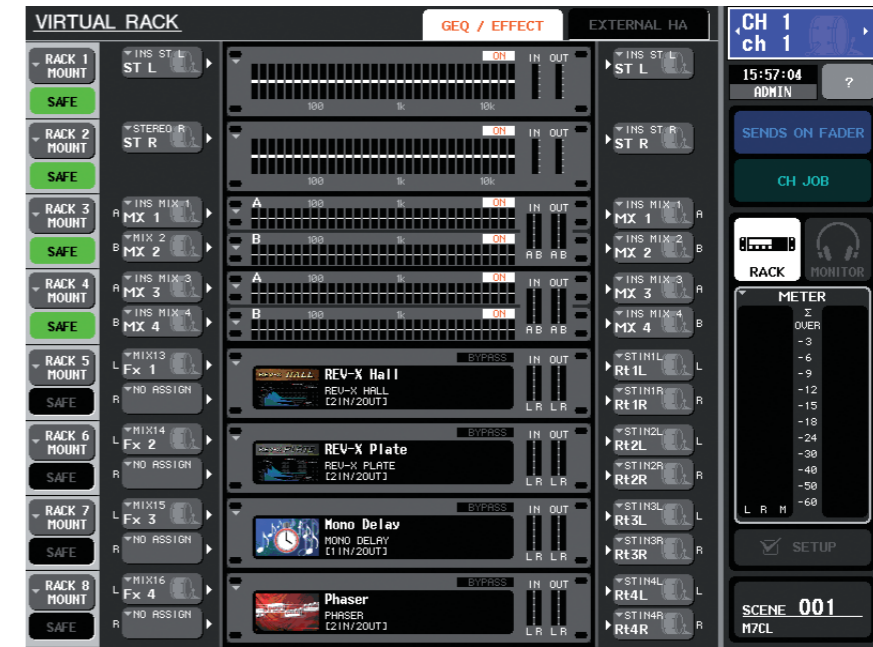 VIRTUAL RACK
GEQ / EFFECT
EXTERNAL HA
CH 1
ch 1
15:57:04
ADMIN
?
SENDS ON FADER
CH JOB
RACK
MONITOR
METER
Σ
OVER
-3
-6
-9
-12
-15
-18
-24
-30
-40
-50
-60
L R M
SETUP
SCENE 001
M7CL
RACK 1
MOUNT
SAFE
INS ST L
ST L
ON
IN OUT
100 1k 10k
INS ST L
ST L
RACK 2
MOUNT
SAFE
STEREO R
ST R
ON
IN OUT
100 1k 10k
INS ST R
ST R
RACK 3
MOUNT
SAFE
A
INS MIX 1
MX 1
B
MIX 2
MX 2
A 100 1k ON
B 100 1k ON
IN OUT
A B A B
INS MIX 1
MX 1
A
INS MIX 2
MX 2
B
RACK 4
MOUNT
SAFE
A
INS MIX 3
MX 3
B
INS MIX 4
MX 4
A 100 1k ON
B 100 1k ON
IN OUT
A B A B
INS MIX 3
MX 3
A
INS MIX 4
MX 4
B
RACK 5
MOUNT
SAFE
L
MIX13
Fx 1
R
NO ASSIGN
BYPASS
REV-X HALL
REV-X Hall
REV-X HALL
[2IN/2OUT]
IN OUT
L R L R
STIN1L
Rt1L
L
STIN1R
Rt1R
R
RACK 6
MOUNT
SAFE
L
MIX14
Fx 2
R
NO ASSIGN
BYPASS
REV-X PLATE
REV-X Plate
REV-X PLATE
[2IN/2OUT]
IN OUT
L R L R
STIN2L
Rt2L
L
STIN2R
Rt2R
R
RACK 7
MOUNT
SAFE
L
MIX15
Fx 3
R
NO ASSIGN
BYPASS
Mono Delay
MONO DELAY
[1IN/2OUT]
IN OUT
L R L R
STIN3L
Rt3L
L
STIN3R
Rt3R
R
RACK 8
MOUNT
SAFE
L
MIX16
Fx 4
R
NO ASSIGN
BYPASS
Phaser
PHASER
[2IN/2OUT]
IN OUT
L R L R
STIN4L
Rt4L
L
STIN4R
Rt4R
R